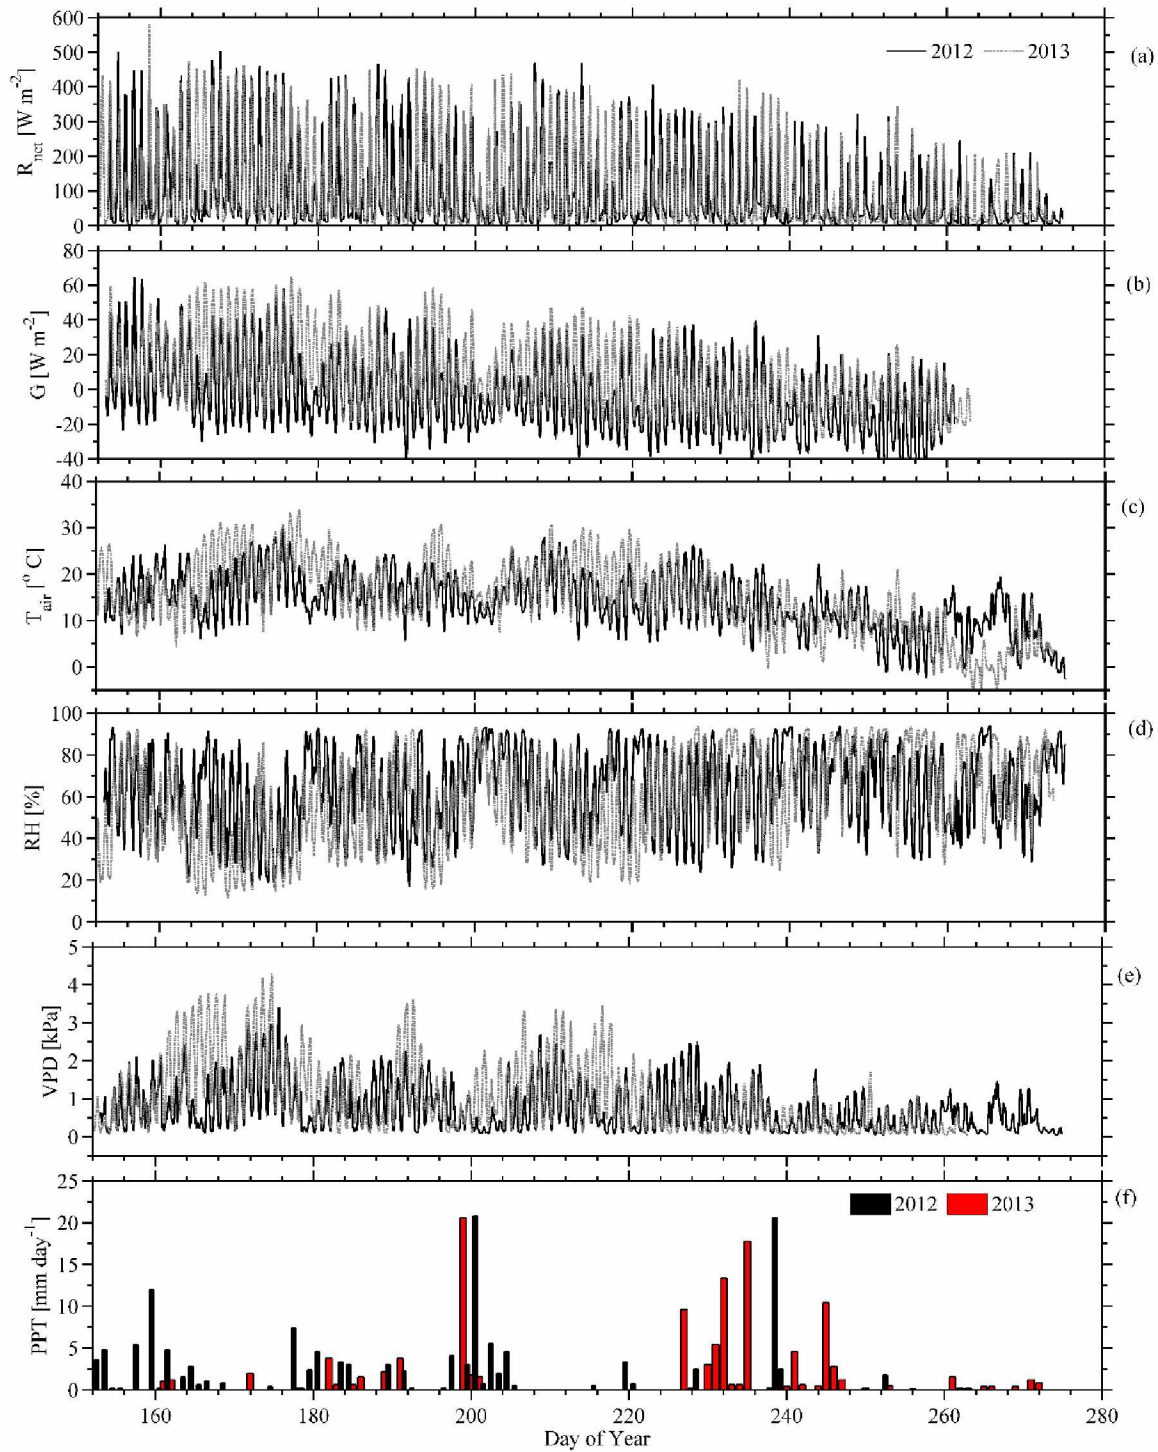 600
500
400
300
200
100
0
R_net [W m-2]
2012 2013
(a)
80
60
40
20
0
-20
-40
G [W m-2]
(b)
40
30
20
10
0
T_air [°C]
(c)
100
80
60
40
20
0
RH [%]
(d)
5
4
3
2
1
0
VPD [kPa]
(e)
25
20
15
10
5
0
PPT [mm day-1]
2012 2013
(f)
160 180 200 220 240 260 280
Day of Year